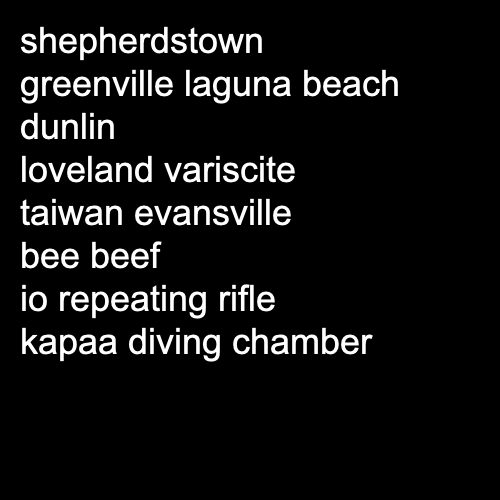 shepherdstown
greenville laguna beach
dunlin
loveland variscite
taiwan evansville
bee beef
io repeating rifle
kapaa diving chamber